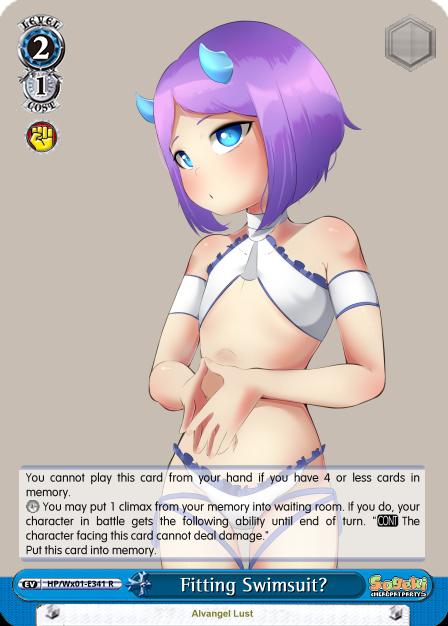 LEVEL
2
1
COST
You cannot play this card from your hand if you have 4 or less cards in
memory.
You may put 1 climax from your memory into waiting room. If you do, your
character in battle gets the following ability until end of turn. "CONT The
character facing this card cannot deal damage."
Put this card into memory.
EV HP/Wx01-E341 R
Fitting Swimsuit?
Alvangel Lust